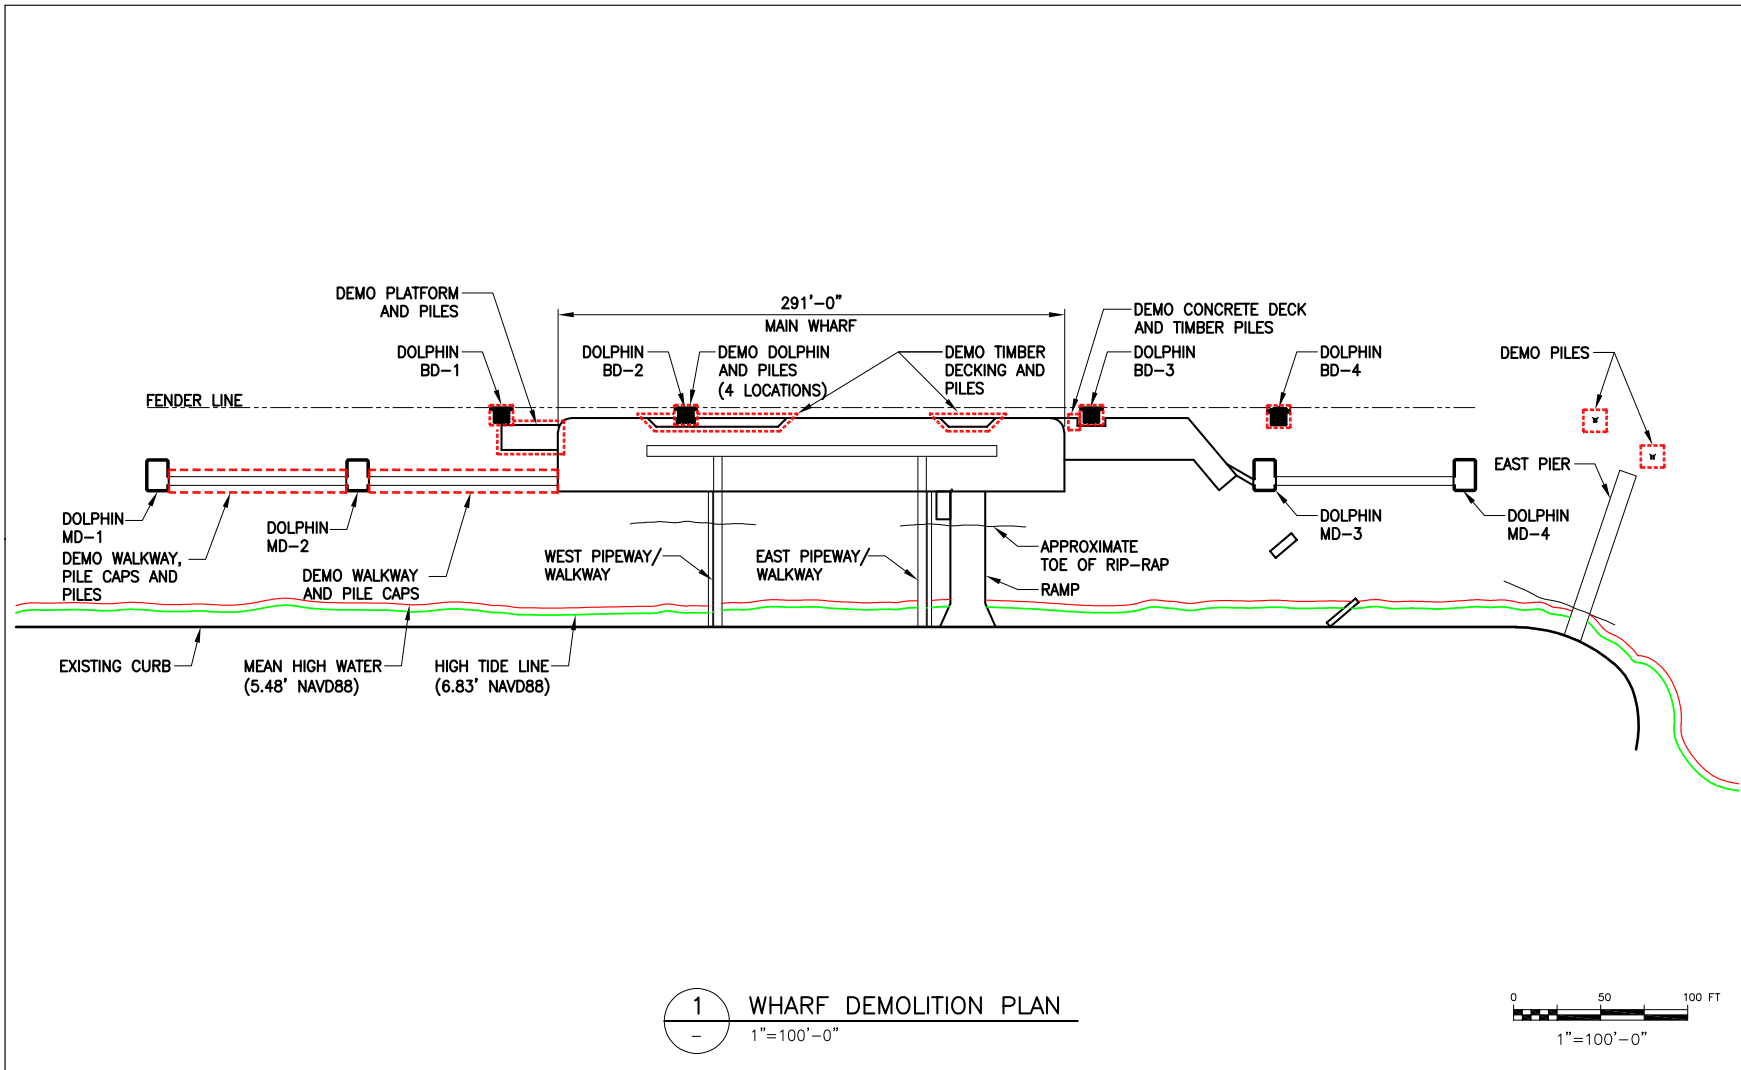 DEMO PLATFORM
AND PILES
291'-0"
MAIN WHARF
DEMO CONCRETE DECK
AND TIMBER PILES
DOLPHIN
BD-1
DOLPHIN
BD-2
DEMO DOLPHIN
AND PILES
(4 LOCATIONS)
DEMO TIMBER
DECKING AND
PILES
DOLPHIN
BD-3
DOLPHIN
BD-4
DEMO PILES
FENDER LINE
EAST PIER
DOLPHIN
MD-1
DEMO WALKWAY,
PILE CAPS AND
PILES
DOLPHIN
MD-2
DEMO WALKWAY
AND PILE CAPS
WEST PIPEWAY/
WALKWAY
EAST PIPEWAY/
WALKWAY
APPROXIMATE
TOE OF RIP-RAP
RAMP
DOLPHIN
MD-3
DOLPHIN
MD-4
EXISTING CURB
MEAN HIGH WATER
(5.48' NAVD88)
HIGH TIDE LINE
(6.83' NAVD88)
1
-
WHARF DEMOLITION PLAN
1"=100'-0"
0 50 100 FT
1"=100'-0"